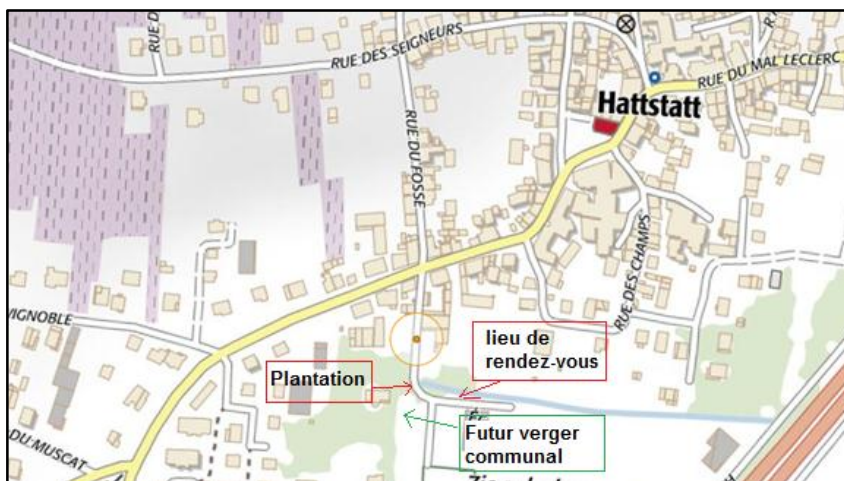 RUE DES SEIGNEURS
RUE DU MAL LECLERC
Hattstatt
RUE DU FOSSE
RUE DES CHAMPS
VIGNOBLE
lieu de
rendez-vous
Plantation
Futur verger
communal
DU MUSCAT